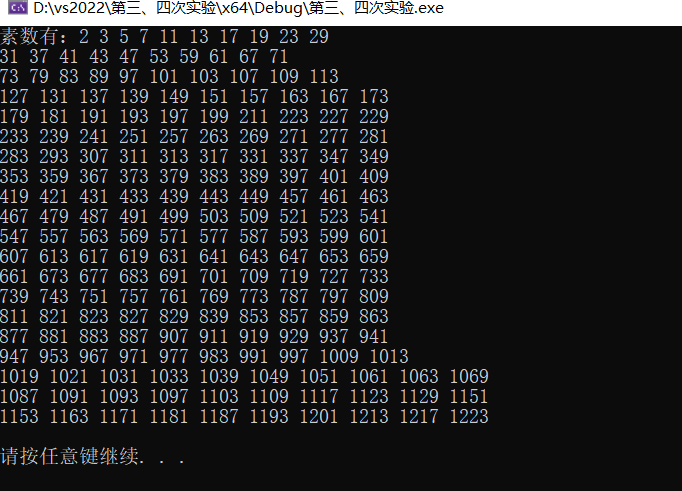 D:\vs2022\第三、四次实验\x64\Debug\第三、四次实验.exe
素数有: 2 3 5 7 11 13 17 19 23 29
31 37 41 43 47 53 59 61 67 71
73 79 83 89 97 101 103 107 109 113
127 131 137 139 149 151 157 163 167 173
179 181 191 193 197 199 211 223 227 229
233 239 241 251 257 263 269 271 277 281
283 293 307 311 313 317 331 337 347 349
353 359 367 373 379 383 389 397 401 409
419 421 431 433 439 443 449 457 461 463
467 479 487 491 499 503 509 521 523 541
547 557 563 569 571 577 587 593 599 601
607 613 617 619 631 641 643 647 653 659
661 673 677 683 691 701 709 719 727 733
739 743 751 757 761 769 773 787 797 809
811 821 823 827 829 839 853 857 859 863
877 881 883 887 907 911 919 929 937 941
947 953 967 971 977 983 991 997 1009 1013
1019 1021 1031 1033 1039 1049 1051 1061 1063 1069
1087 1091 1093 1097 1103 1109 1117 1123 1129 1151
1153 1163 1171 1181 1187 1193 1201 1213 1217 1223
请按任意键继续. . .